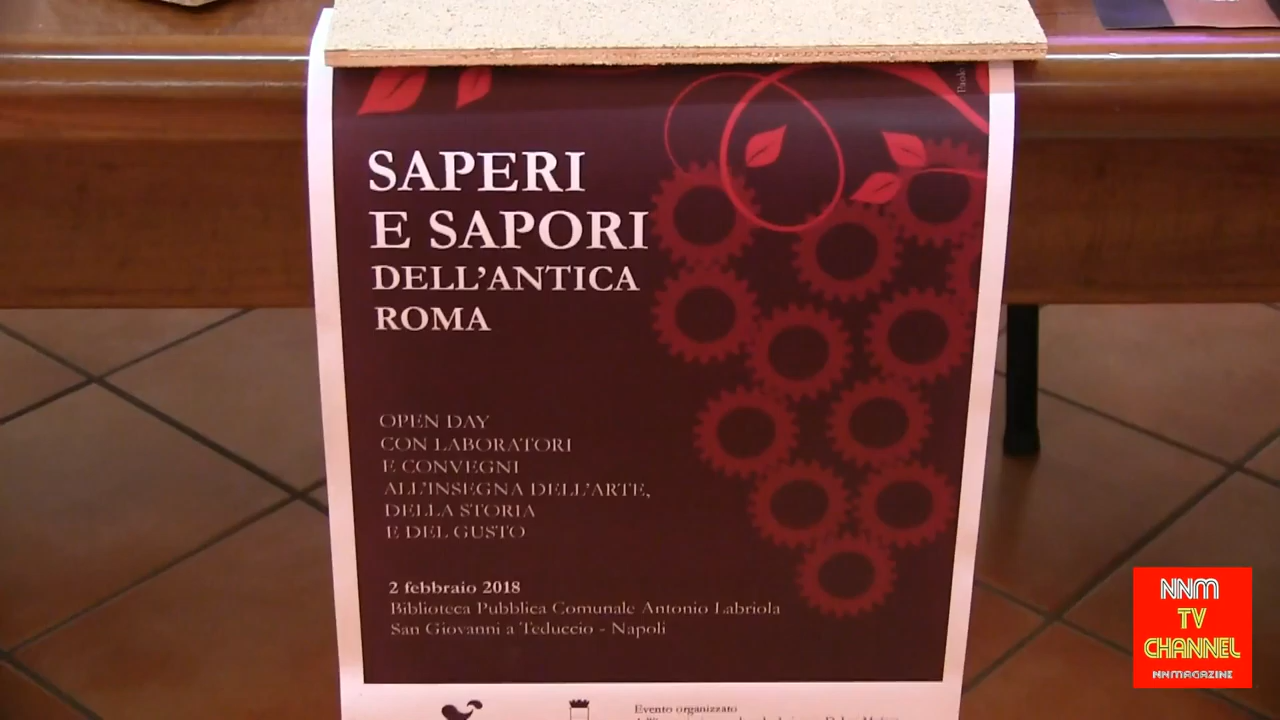 SAPERI
E SAPORI
DELL'ANTICA
ROMA
OPEN DAY
CON LABORATORI
E CONVEGNI
ALL'INSEGNA DELL'ARTE,
DELLA STORIA
E DEL GUSTO
2 febbraio 2018
Biblioteca Pubblica Comunale Antonio Labriola
San Giovanni a Teduccio - Napoli
Evento organizzato
Paolo
NNM
TV
CHANNEL
NNMAGAZINE